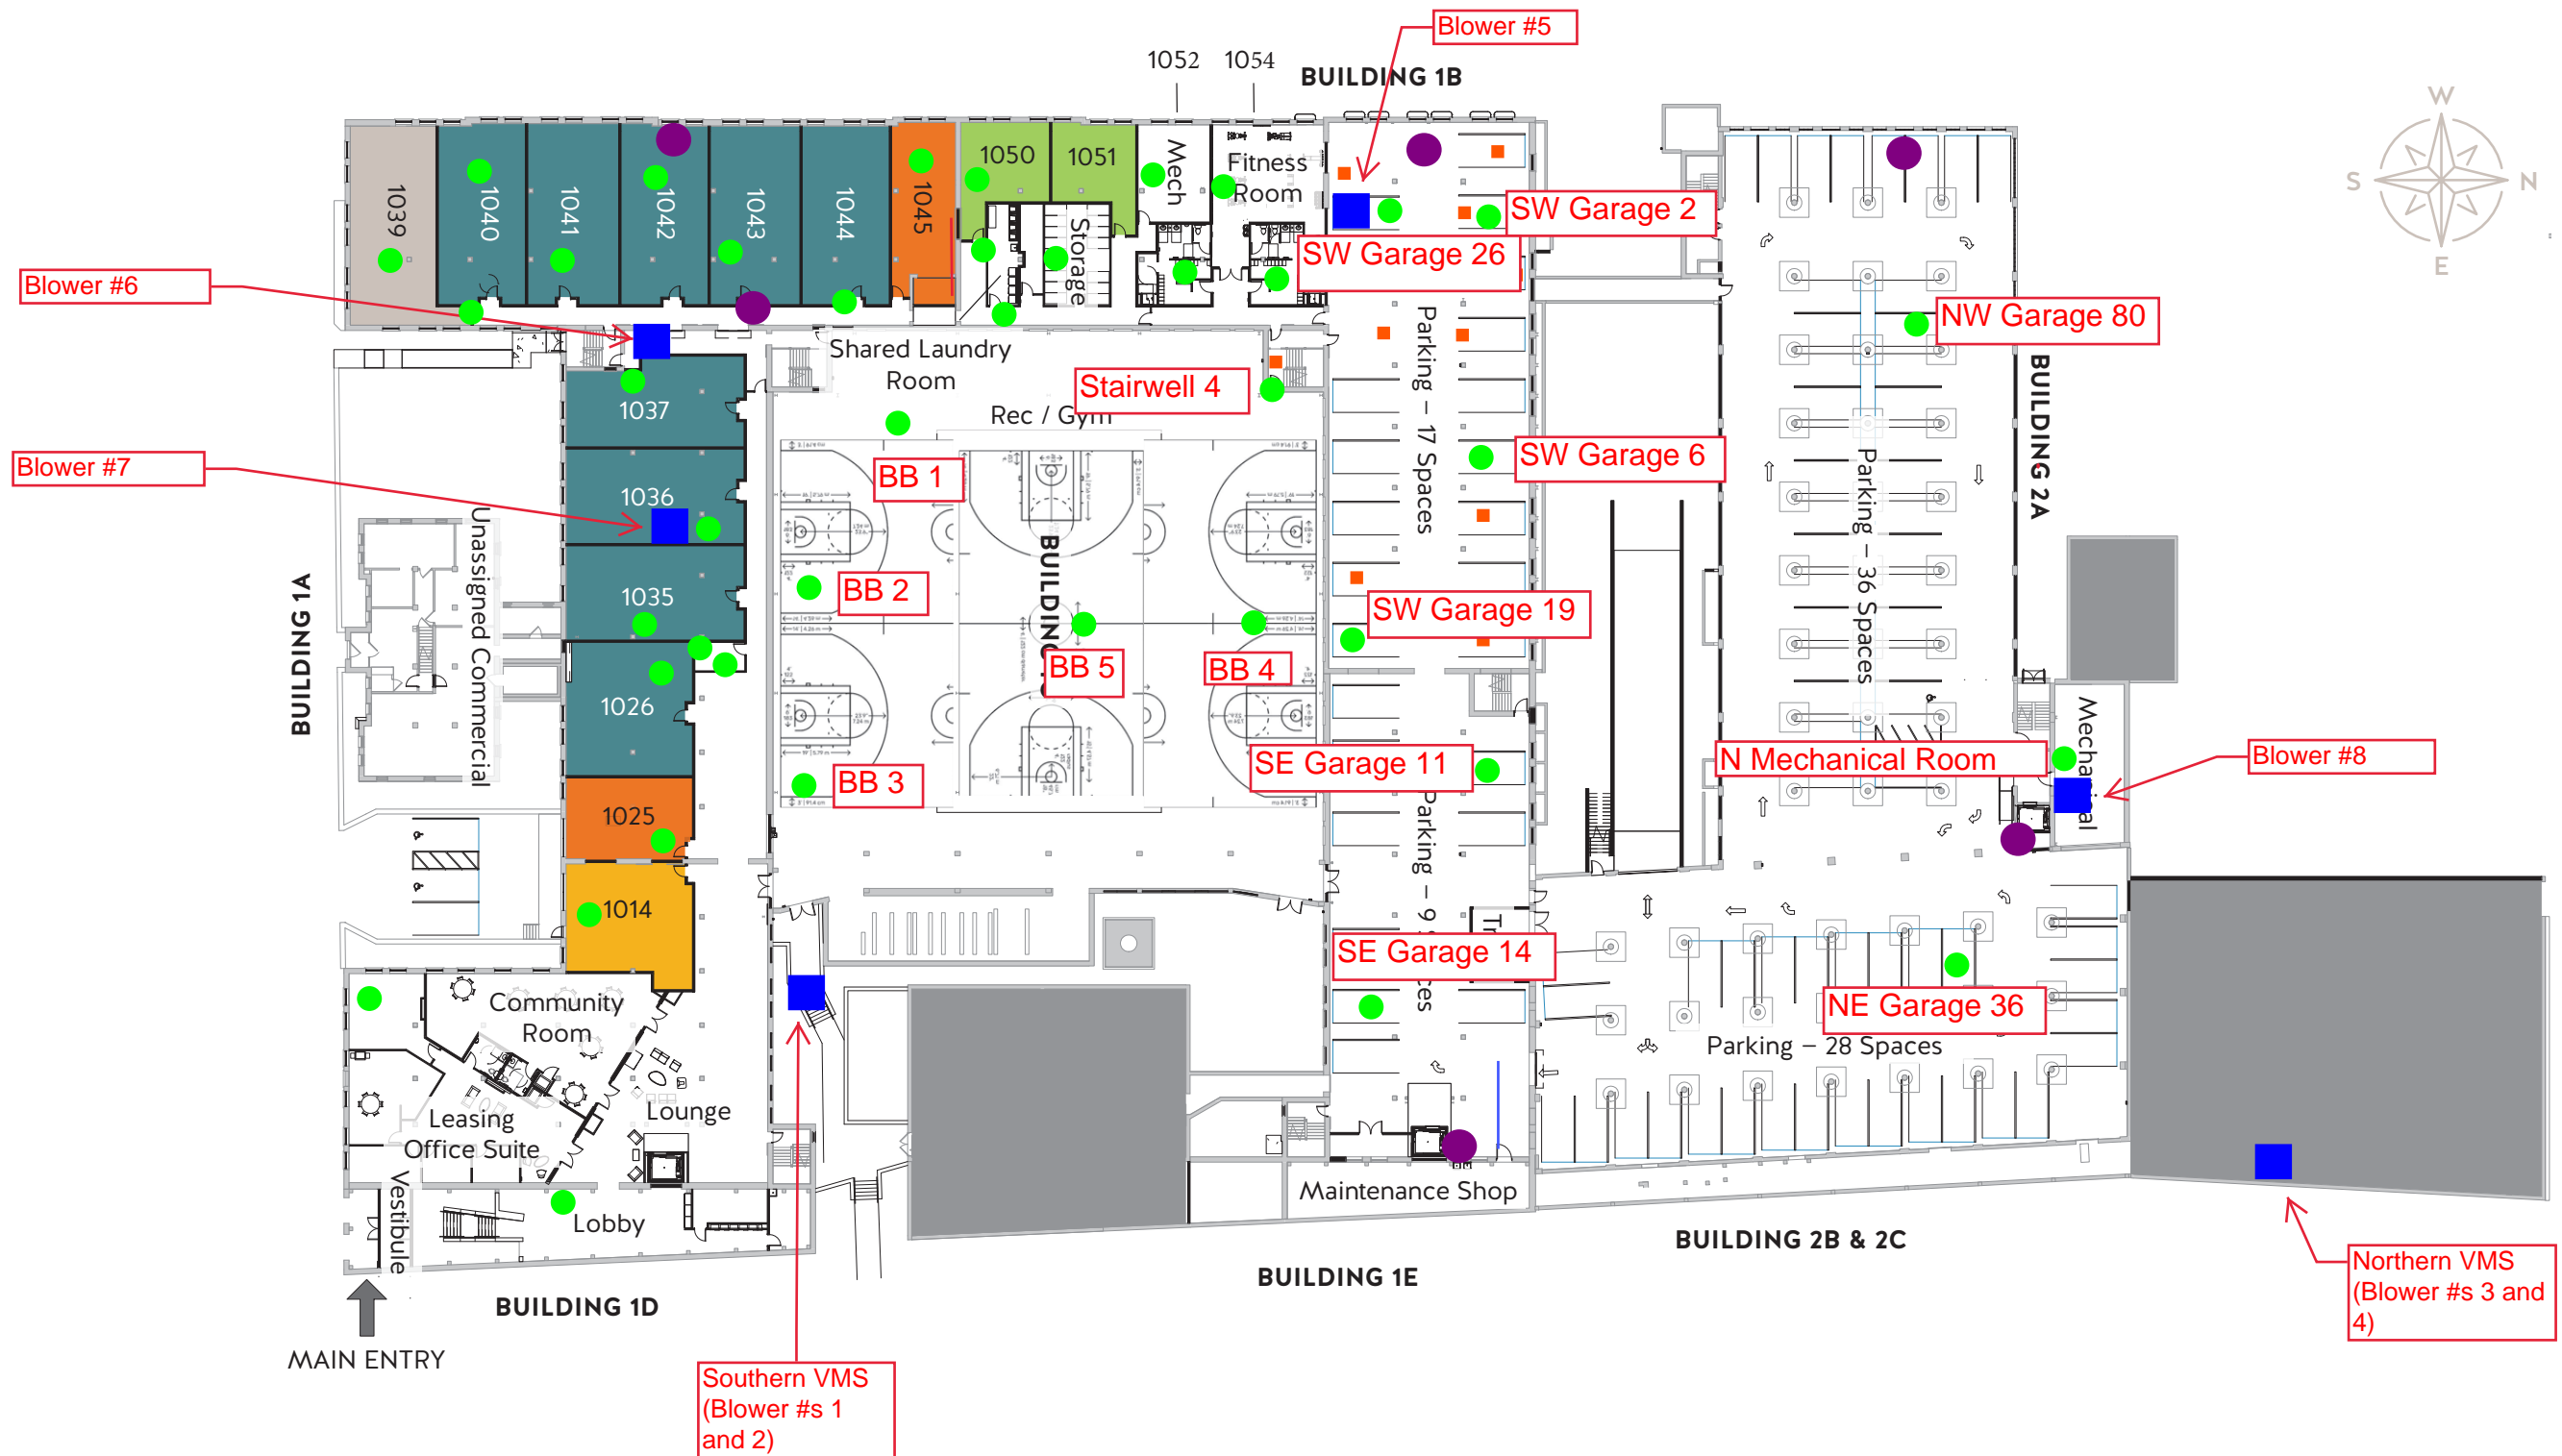 Blower #5
1052
1054
BUILDING 1B
W
S
N
E
1039
1040
1041
1042
1043
1044
1045
1050
1051
Mech
Storage
Fitness
Room
SW Garage 2
SW Garage 26
Blower #6
NW Garage 80
Shared Laundry
Room
Stairwell 4
Rec / Gym
1037
Parking – 17 Spaces
BUILDING 2A
Blower #7
BB 1
SW Garage 6
1036
Unassigned Commercial
BUILDING 1A
BB 2
SW Garage 19
1035
Parking – 36 Spaces
BB 5
BB 4
1026
N Mechanical Room
Blower #8
SE Garage 11
BB 3
1025
1014
SE Garage 14
NE Garage 36
Parking – 28 Spaces
Community
Room
Lounge
Leasing
Office Suite
Vestibule
Lobby
Maintenance Shop
BUILDING 2B & 2C
BUILDING 1E
BUILDING 1D
MAIN ENTRY
Northern VMS
(Blower #s 3 and
4)
Southern VMS
(Blower #s 1
and 2)